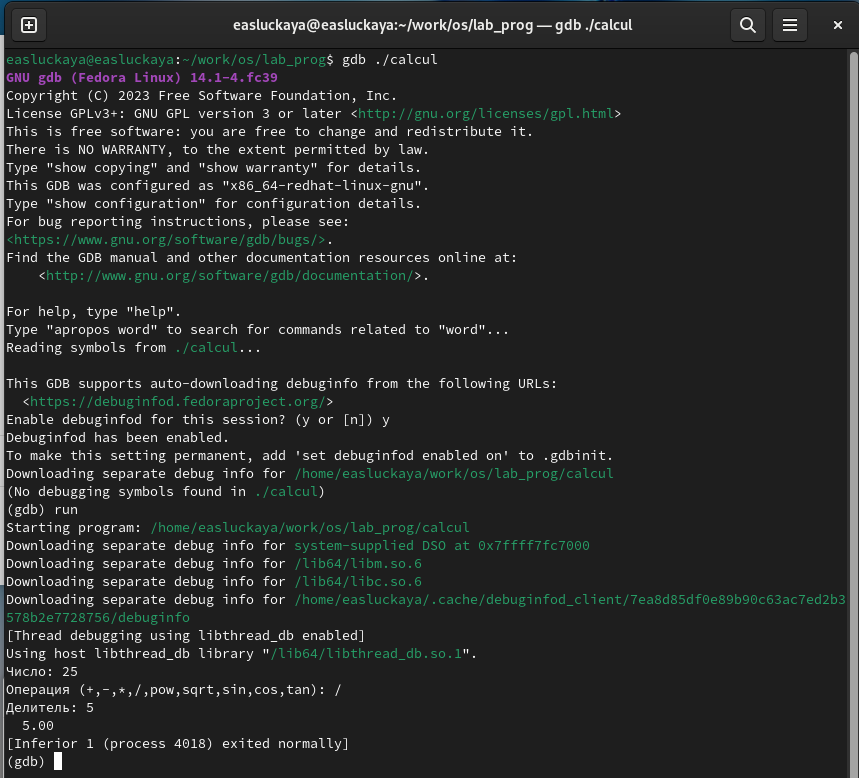 easluckaya@easluckaya:~/work/os/lab_prog — gdb ./calcul
easluckaya@easluckaya:~/work/os/lab_prog$ gdb ./calcul
GNU gdb (Fedora Linux) 14.1-4.fc39
Copyright (C) 2023 Free Software Foundation, Inc.
License GPLv3+: GNU GPL version 3 or later <http://gnu.org/licenses/gpl.html>
This is free software: you are free to change and redistribute it.
There is NO WARRANTY, to the extent permitted by law.
Type "show copying" and "show warranty" for details.
This GDB was configured as "x86_64-redhat-linux-gnu".
Type "show configuration" for configuration details.
For bug reporting instructions, please see:
<https://www.gnu.org/software/gdb/bugs/>.
Find the GDB manual and other documentation resources online at:
    <http://www.gnu.org/software/gdb/documentation/>.

For help, type "help".
Type "apropos word" to search for commands related to "word"...
Reading symbols from ./calcul...

This GDB supports auto-downloading debuginfo from the following URLs:
  <https://debuginfod.fedoraproject.org/>
Enable debuginfod for this session? (y or [n]) y
Debuginfod has been enabled.
To make this setting permanent, add 'set debuginfod enabled on' to .gdbinit.
Downloading separate debug info for /home/easluckaya/work/os/lab_prog/calcul
(No debugging symbols found in ./calcul)
(gdb) run
Starting program: /home/easluckaya/work/os/lab_prog/calcul
Downloading separate debug info for system-supplied DSO at 0x7ffff7fc7000
Downloading separate debug info for /lib64/libm.so.6
Downloading separate debug info for /lib64/libc.so.6
Downloading separate debug info for /home/easluckaya/.cache/debuginfod_client/7ea8d85df0e89b90c63ac7ed2b3
578b2e7728756/debuginfo
[Thread debugging using libthread_db enabled]
Using host libthread_db library "/lib64/libthread_db.so.1".
Число: 25
Операция (+,-,*,/,pow,sqrt,sin,cos,tan): /
Делитель: 5
  5.00
[Inferior 1 (process 4018) exited normally]
(gdb)